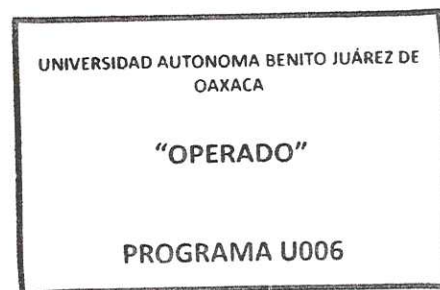 UNIVERSIDAD AUTONOMA BENITO JUÁREZ DE
OAXACA
“OPERADO”
PROGRAMA U006